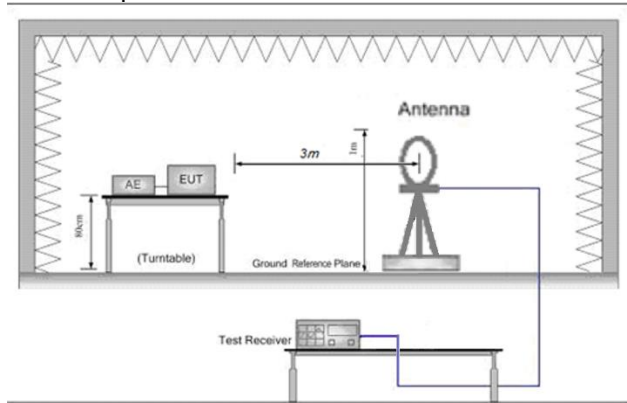 Antenna
3m
1m
AE
EUT
80cm
(Turntable)
Ground Reference Plane
Test Receiver